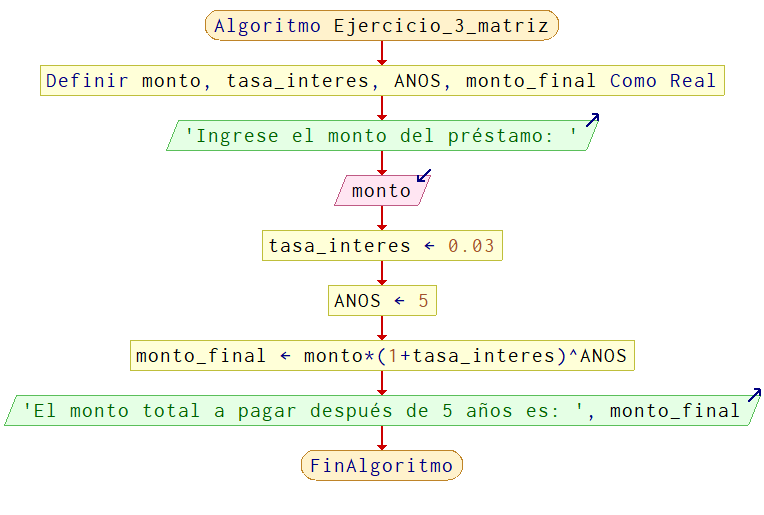 Algoritmo Ejercicio_3_matriz
Definir monto, tasa_interes, ANOS, monto_final Como Real
'Ingrese el monto del préstamo: '
monto
tasa_interes ← 0.03
ANOS ← 5
monto_final ← monto*(1+tasa_interes)^ANOS
'El monto total a pagar después de 5 años es: ', monto_final
FinAlgoritmo